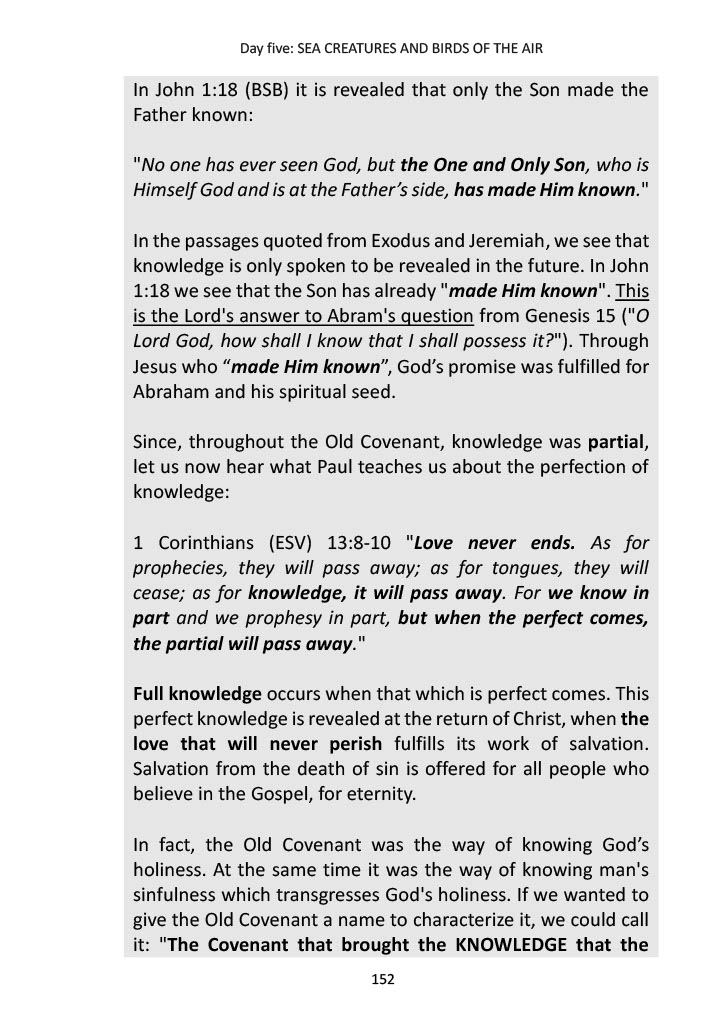 Day five: SEA CREATURES AND BIRDS OF THE AIR
In John 1:18 (BSB) it is revealed that only the Son made the
Father known:
"No one has ever seen God, but the One and Only Son, who is
Himself God and is at the Father’s side, has made Him known."
In the passages quoted from Exodus and Jeremiah, we see that
knowledge is only spoken to be revealed in the future. In John
1:18 we see that the Son has already "made Him known". This
is the Lord's answer to Abram's question from Genesis 15 ("O
Lord God, how shall I know that I shall possess it?"). Through
Jesus who “made Him known”, God’s promise was fulfilled for
Abraham and his spiritual seed.
Since, throughout the Old Covenant, knowledge was partial,
let us now hear what Paul teaches us about the perfection of
knowledge:
1 Corinthians (ESV) 13:8-10 "Love never ends. As for
prophecies, they will pass away; as for tongues, they will
cease; as for knowledge, it will pass away. For we know in
part and we prophesy in part, but when the perfect comes,
the partial will pass away."
Full knowledge occurs when that which is perfect comes. This
perfect knowledge is revealed at the return of Christ, when the
love that will never perish fulfills its work of salvation.
Salvation from the death of sin is offered for all people who
believe in the Gospel, for eternity.
In fact, the Old Covenant was the way of knowing God’s
holiness. At the same time it was the way of knowing man's
sinfulness which transgresses God's holiness. If we wanted to
give the Old Covenant a name to characterize it, we could call
it: "The Covenant that brought the KNOWLEDGE that the
152